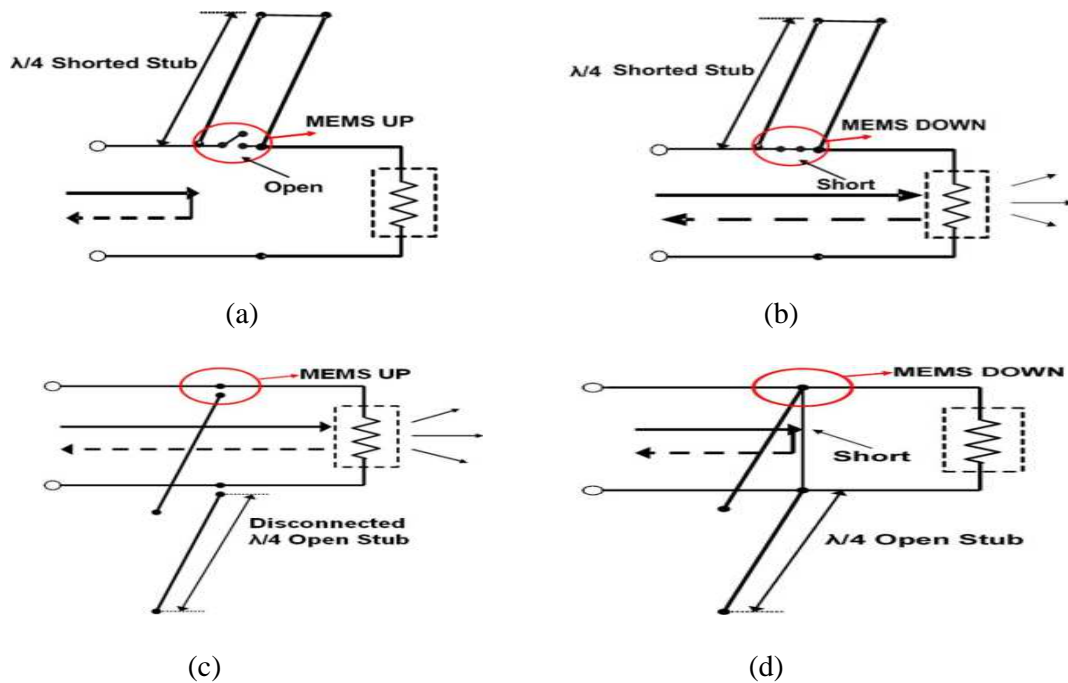 λ/4 Shorted Stub
MEMS UP
Open
(a)
λ/4 Shorted Stub
MEMS DOWN
Short
(b)
MEMS UP
Disconnected
λ/4 Open Stub
(c)
MEMS DOWN
Short
λ/4 Open Stub
(d)